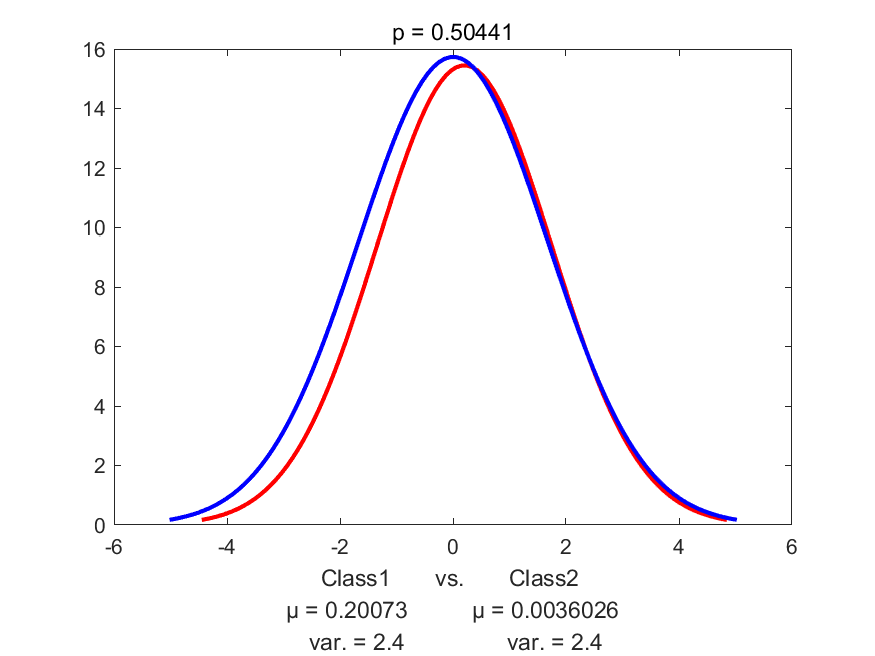 p = 0.50441
16
14
12
10
8
6
4
2
0
-6 -4 -2 0 2 4 6
Class1 vs. Class2
μ = 0.20073 μ = 0.0036026
var. = 2.4 var. = 2.4